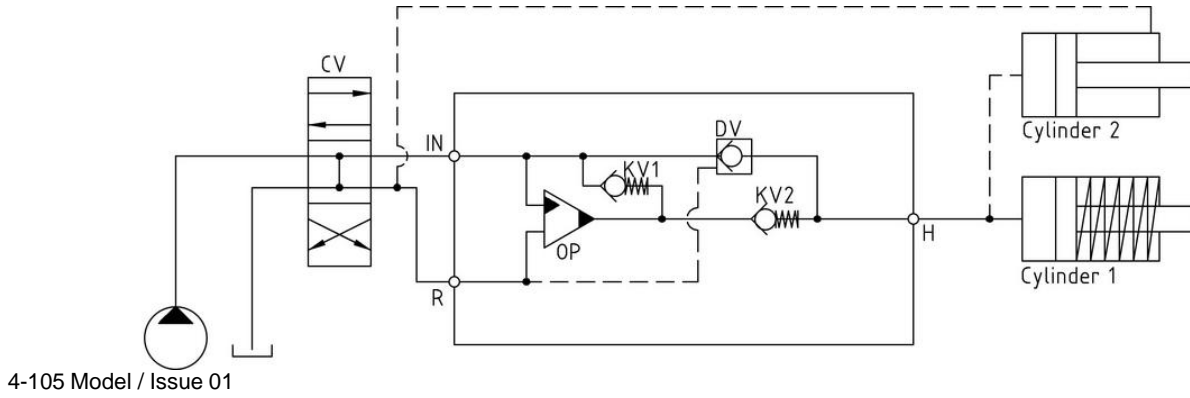 CV
IN
DV
KV1
KV2
OP
R
H
Cylinder 2
Cylinder 1
4-105 Model / Issue 01